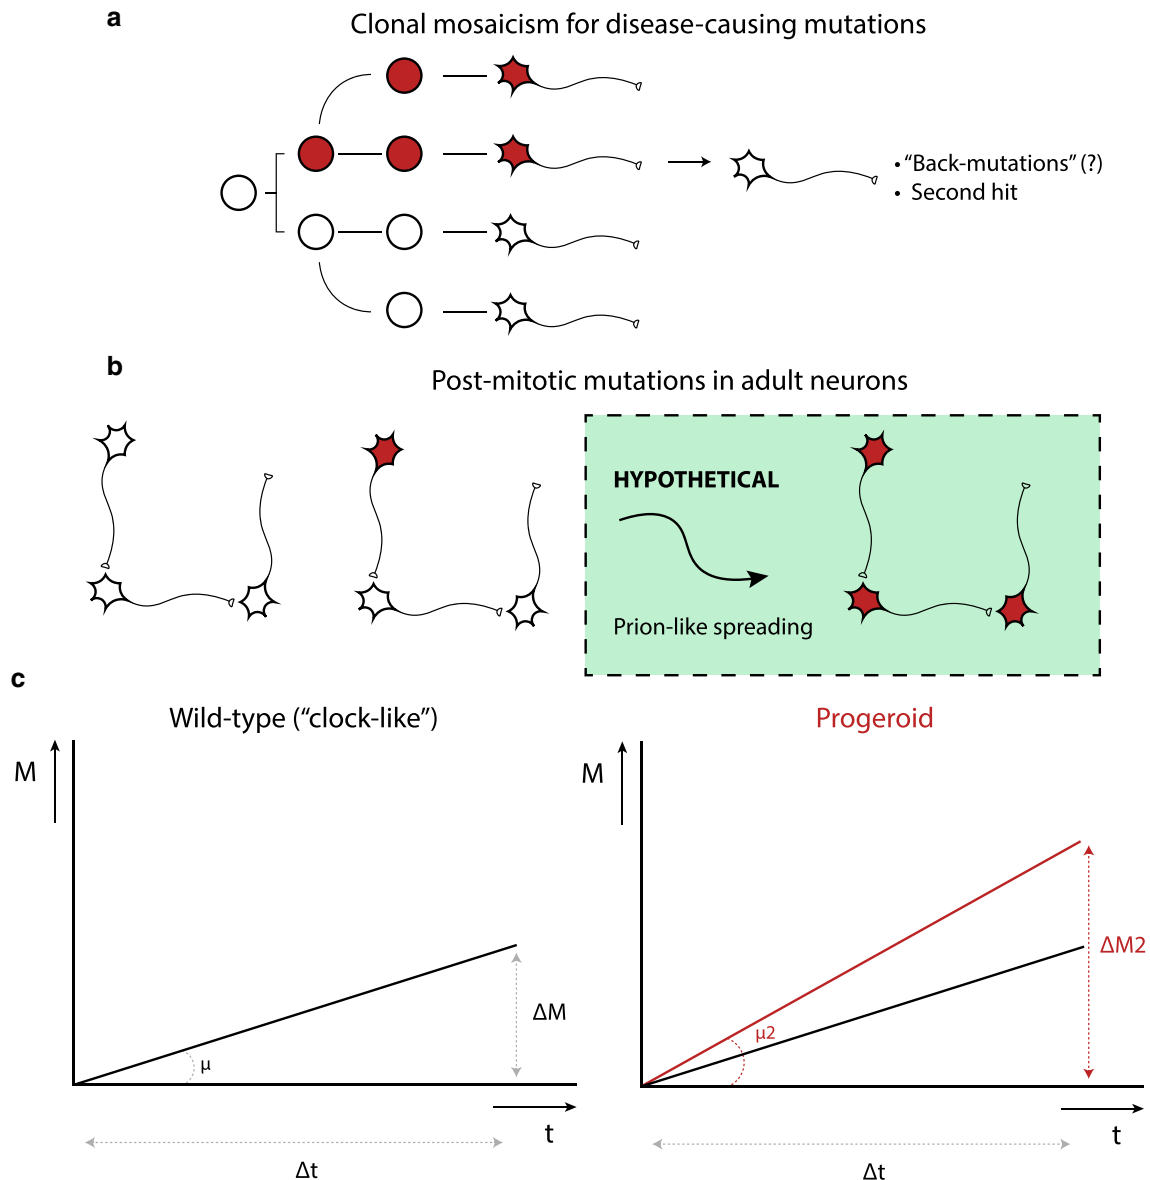 a
Clonal mosaicism for disease-causing mutations
• “Back-mutations” (?)
• Second hit
b
Post-mitotic mutations in adult neurons
HYPOTHETICAL
Prion-like spreading
c
Wild-type (“clock-like”)
M
μ
ΔM
t
Δt
Progeroid
M
μ2
ΔM2
t
Δt